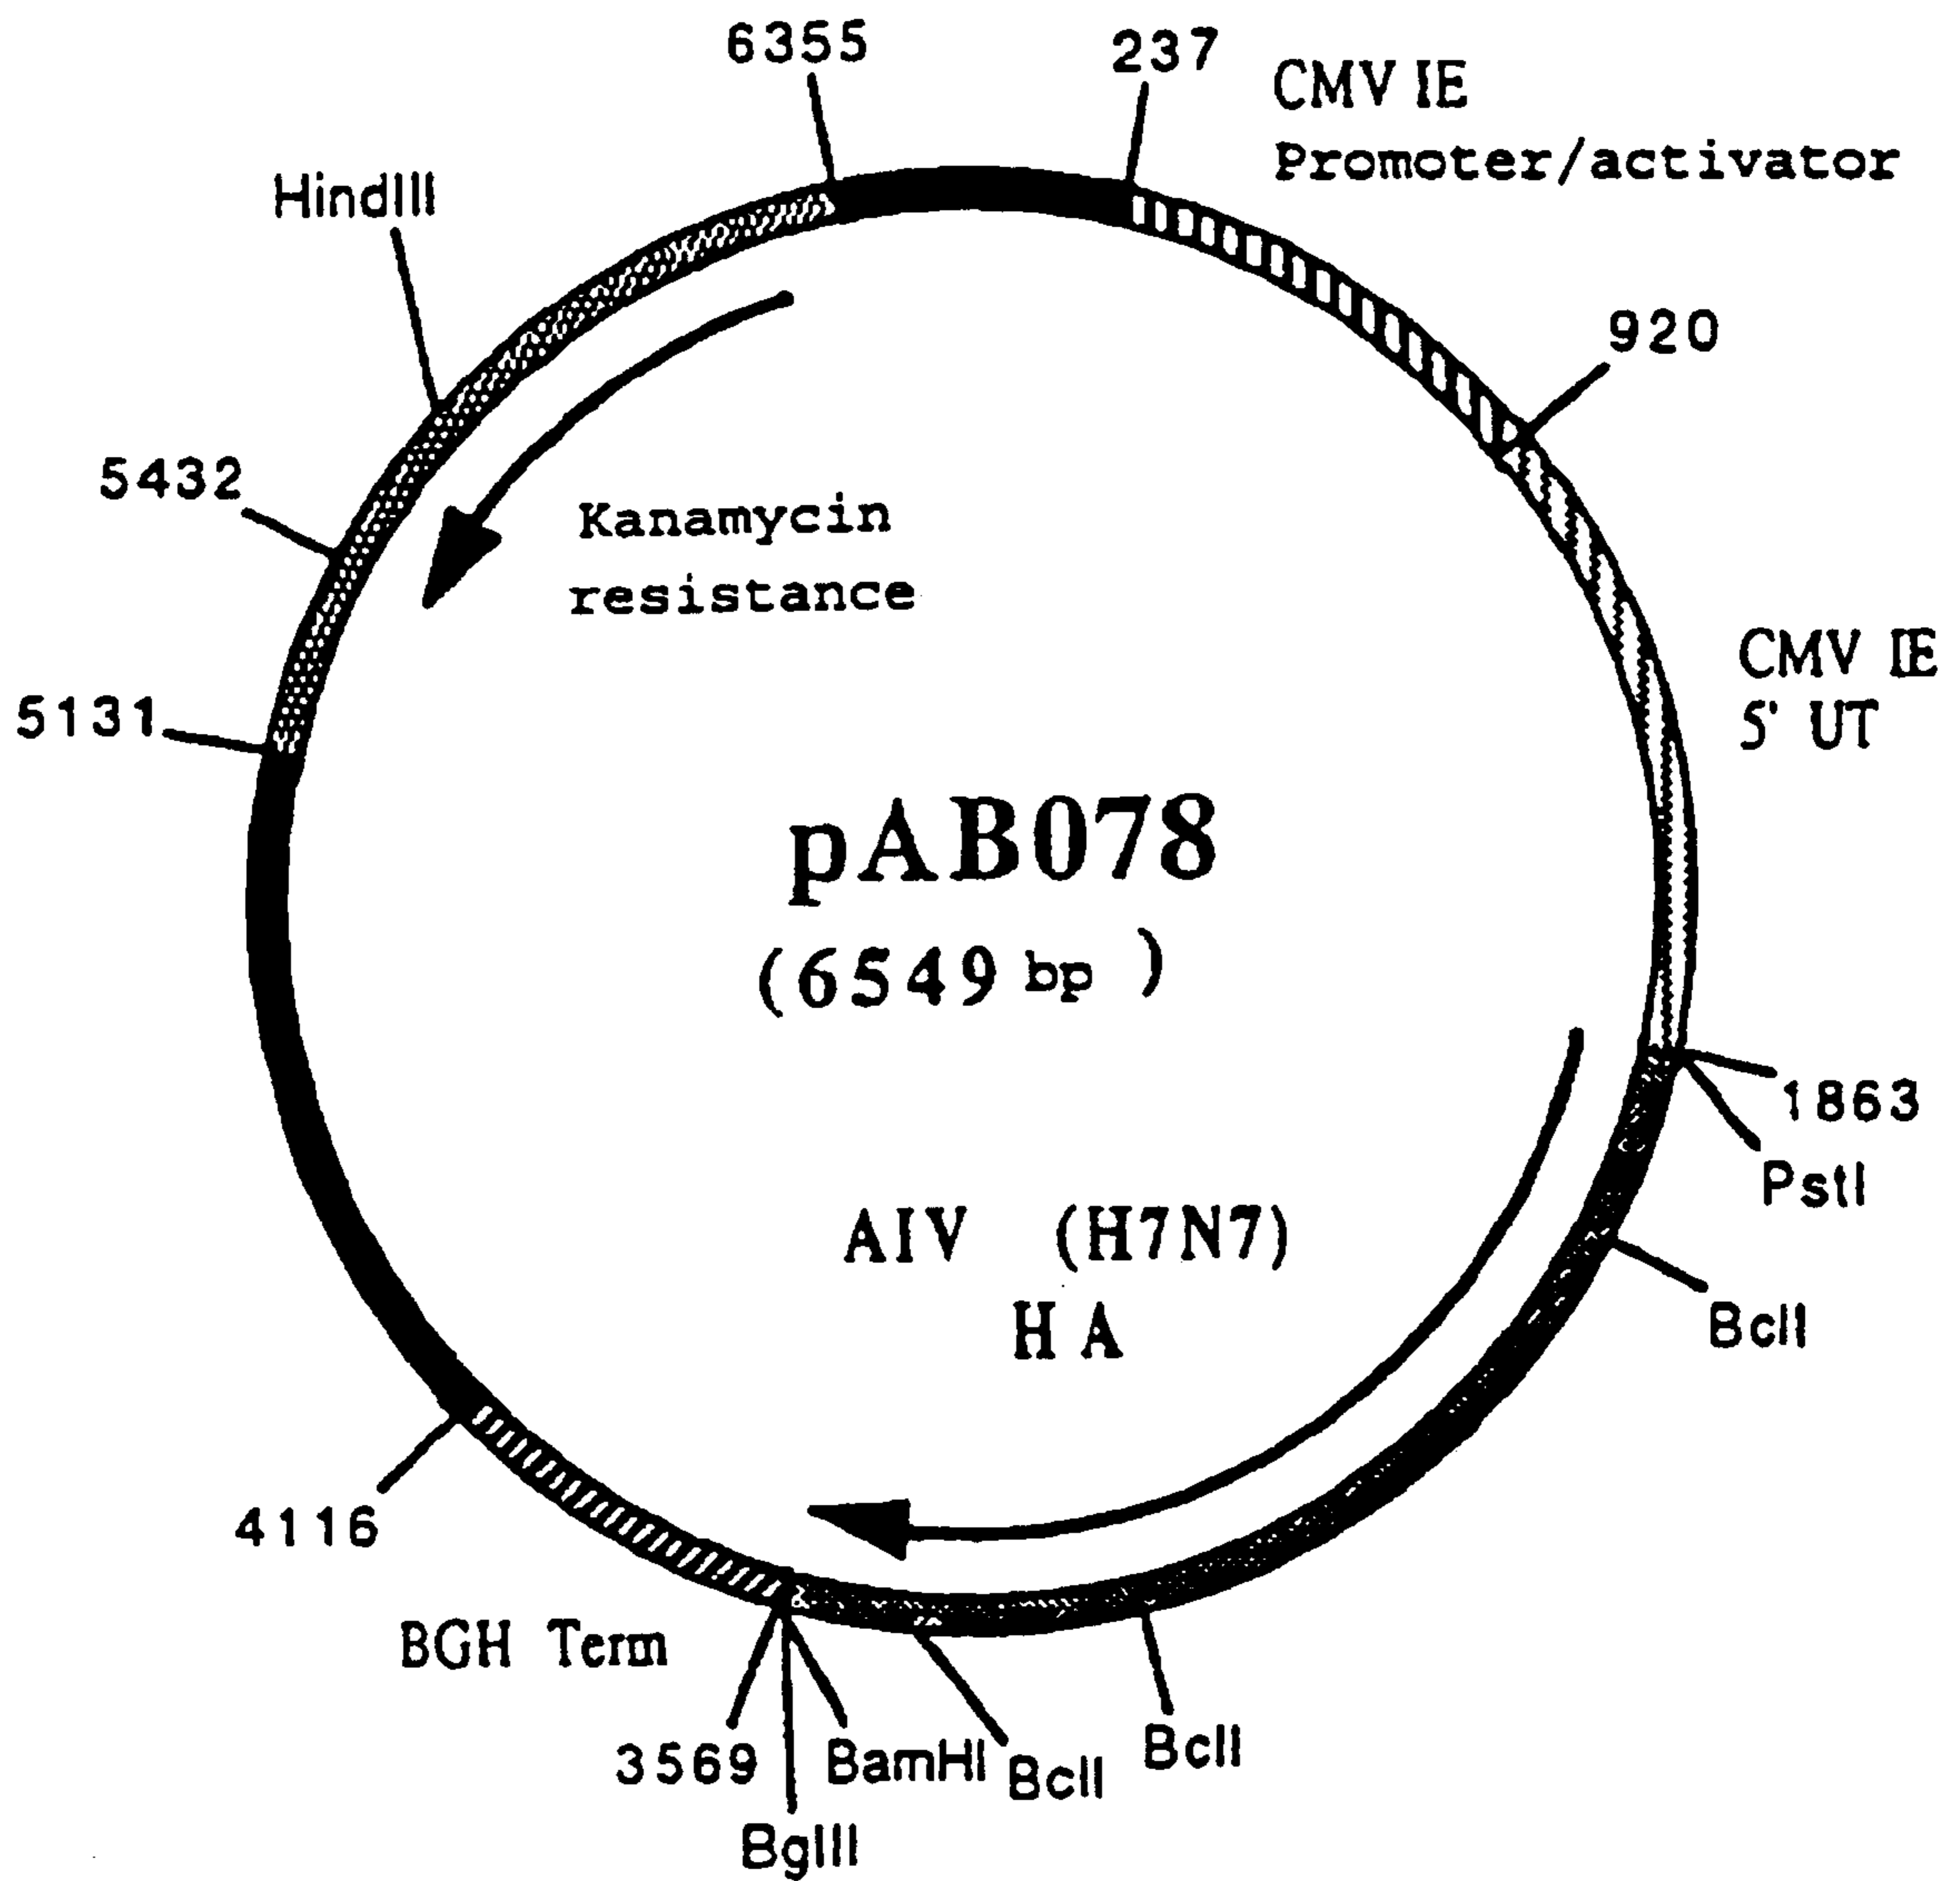 6355
237
CMV IE
Promoter/activator
HindIII
920
5432
Kanamycin
resistance
CMV IE
5' UT
5131
pAB078
(6549 bp )
1863
PstI
AIV (H7N7)
HA
BclI
4116
BGH Term
3569
BamHI
BclI
BclI
BglII